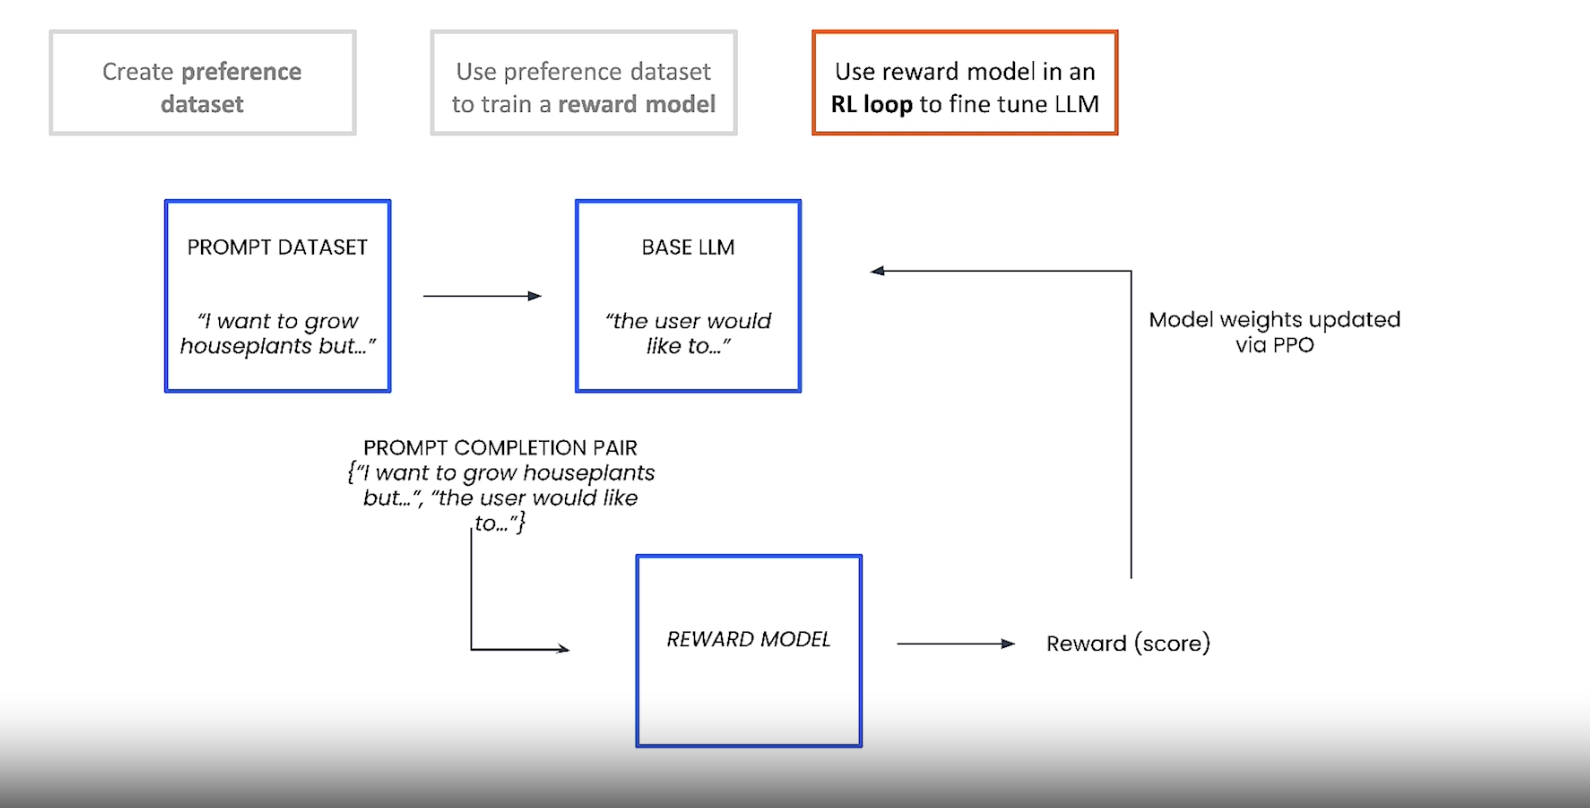 Create preference
dataset
Use preference dataset
to train a reward model
Use reward model in an
RL loop to fine tune LLM
PROMPT DATASET
“I want to grow
houseplants but...”
BASE LLM
“the user would
like to...”
Model weights updated
via PPO
PROMPT COMPLETION PAIR
{“I want to grow houseplants
but...”, “the user would like
to...”}
REWARD MODEL
Reward (score)